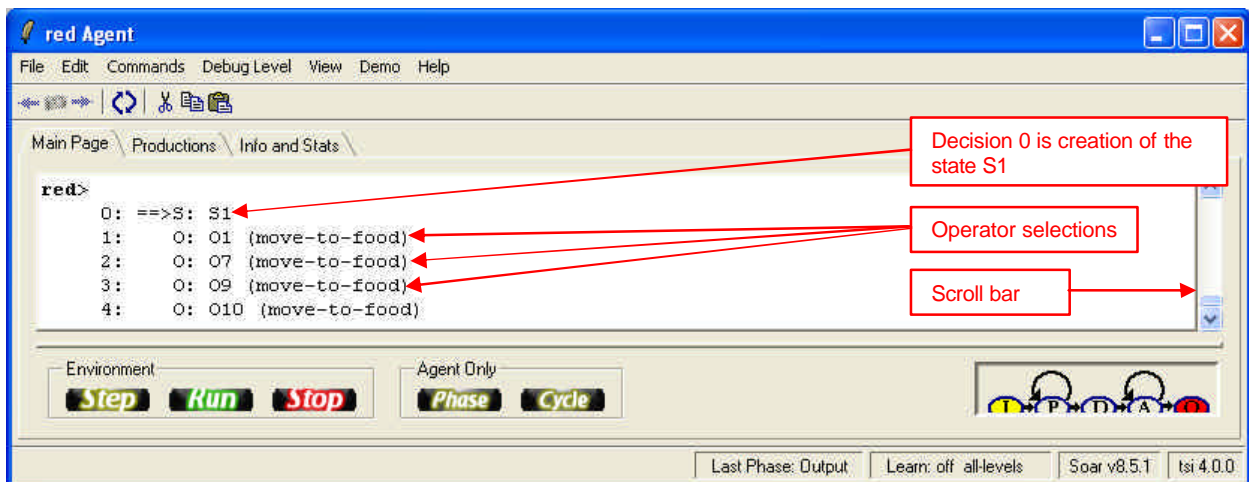 red Agent
File Edit Commands Debug Level View Demo Help
Main Page Productions Info and Stats
Decision 0 is creation of the
state S1
red>
0: ==>S: S1
1: O: O1 (move-to-food)
Operator selections
2: O: O7 (move-to-food)
3: O: O9 (move-to-food)
Scroll bar
4: O: O10 (move-to-food)
Environment Agent Only
Step Run Stop Phase Cycle
I P D A O
Last Phase: Output Learn: off all-levels Soar v8.5.1 tsi 4.0.0